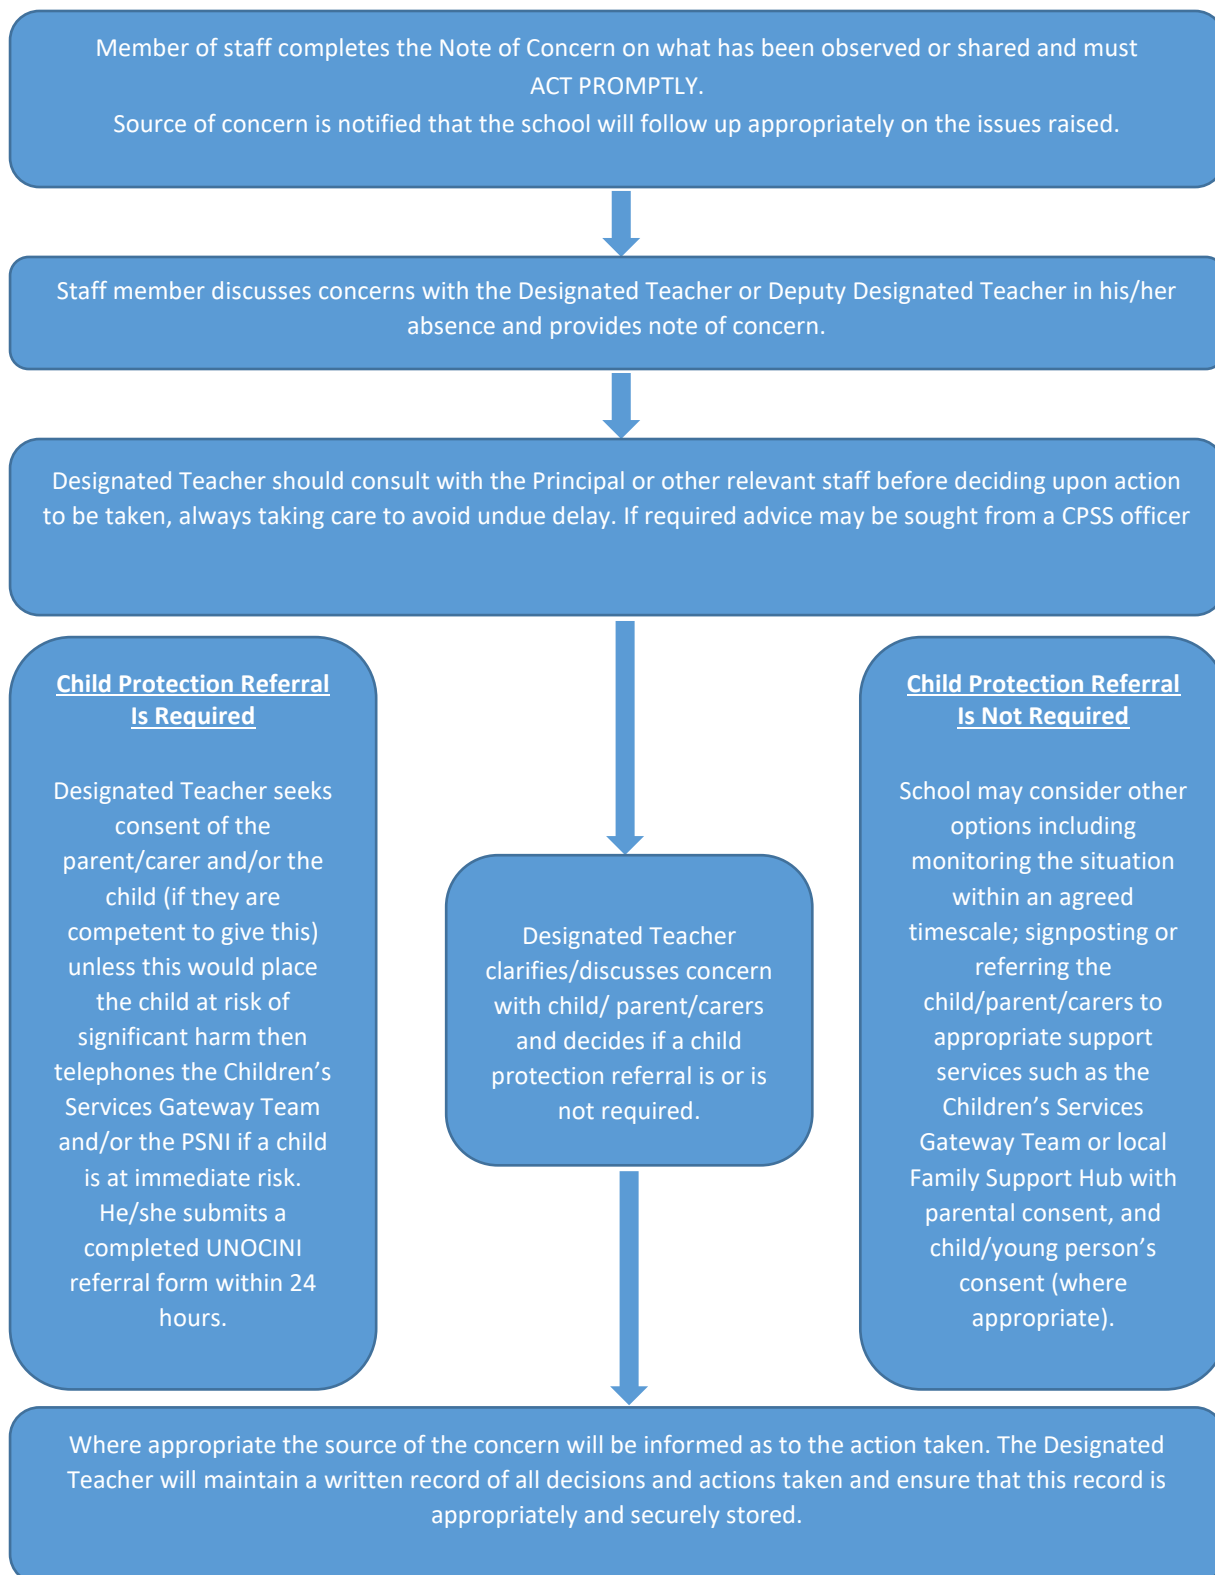 Member of staff completes the Note of Concern on what has been observed or shared and must
ACT PROMPTLY.
Source of concern is notified that the school will follow up appropriately on the issues raised.
Staff member discusses concerns with the Designated Teacher or Deputy Designated Teacher in his/her
absence and provides note of concern.
Designated Teacher should consult with the Principal or other relevant staff before deciding upon action
to be taken, always taking care to avoid undue delay. If required advice may be sought from a CPSS officer
Child Protection Referral
Is Required
Designated Teacher seeks
consent of the
parent/carer and/or the
child (if they are
competent to give this)
unless this would place
the child at risk of
significant harm then
telephones the Children’s
Services Gateway Team
and/or the PSNI if a child
is at immediate risk.
He/she submits a
completed UNOCINI
referral form within 24
hours.
Designated Teacher
clarifies/discusses concern
with child/ parent/carers
and decides if a child
protection referral is or is
not required.
Child Protection Referral
Is Not Required
School may consider other
options including
monitoring the situation
within an agreed
timescale; signposting or
referring the
child/parent/carers to
appropriate support
services such as the
Children’s Services
Gateway Team or local
Family Support Hub with
parental consent, and
child/young person’s
consent (where
appropriate).
Where appropriate the source of the concern will be informed as to the action taken. The Designated
Teacher will maintain a written record of all decisions and actions taken and ensure that this record is
appropriately and securely stored.